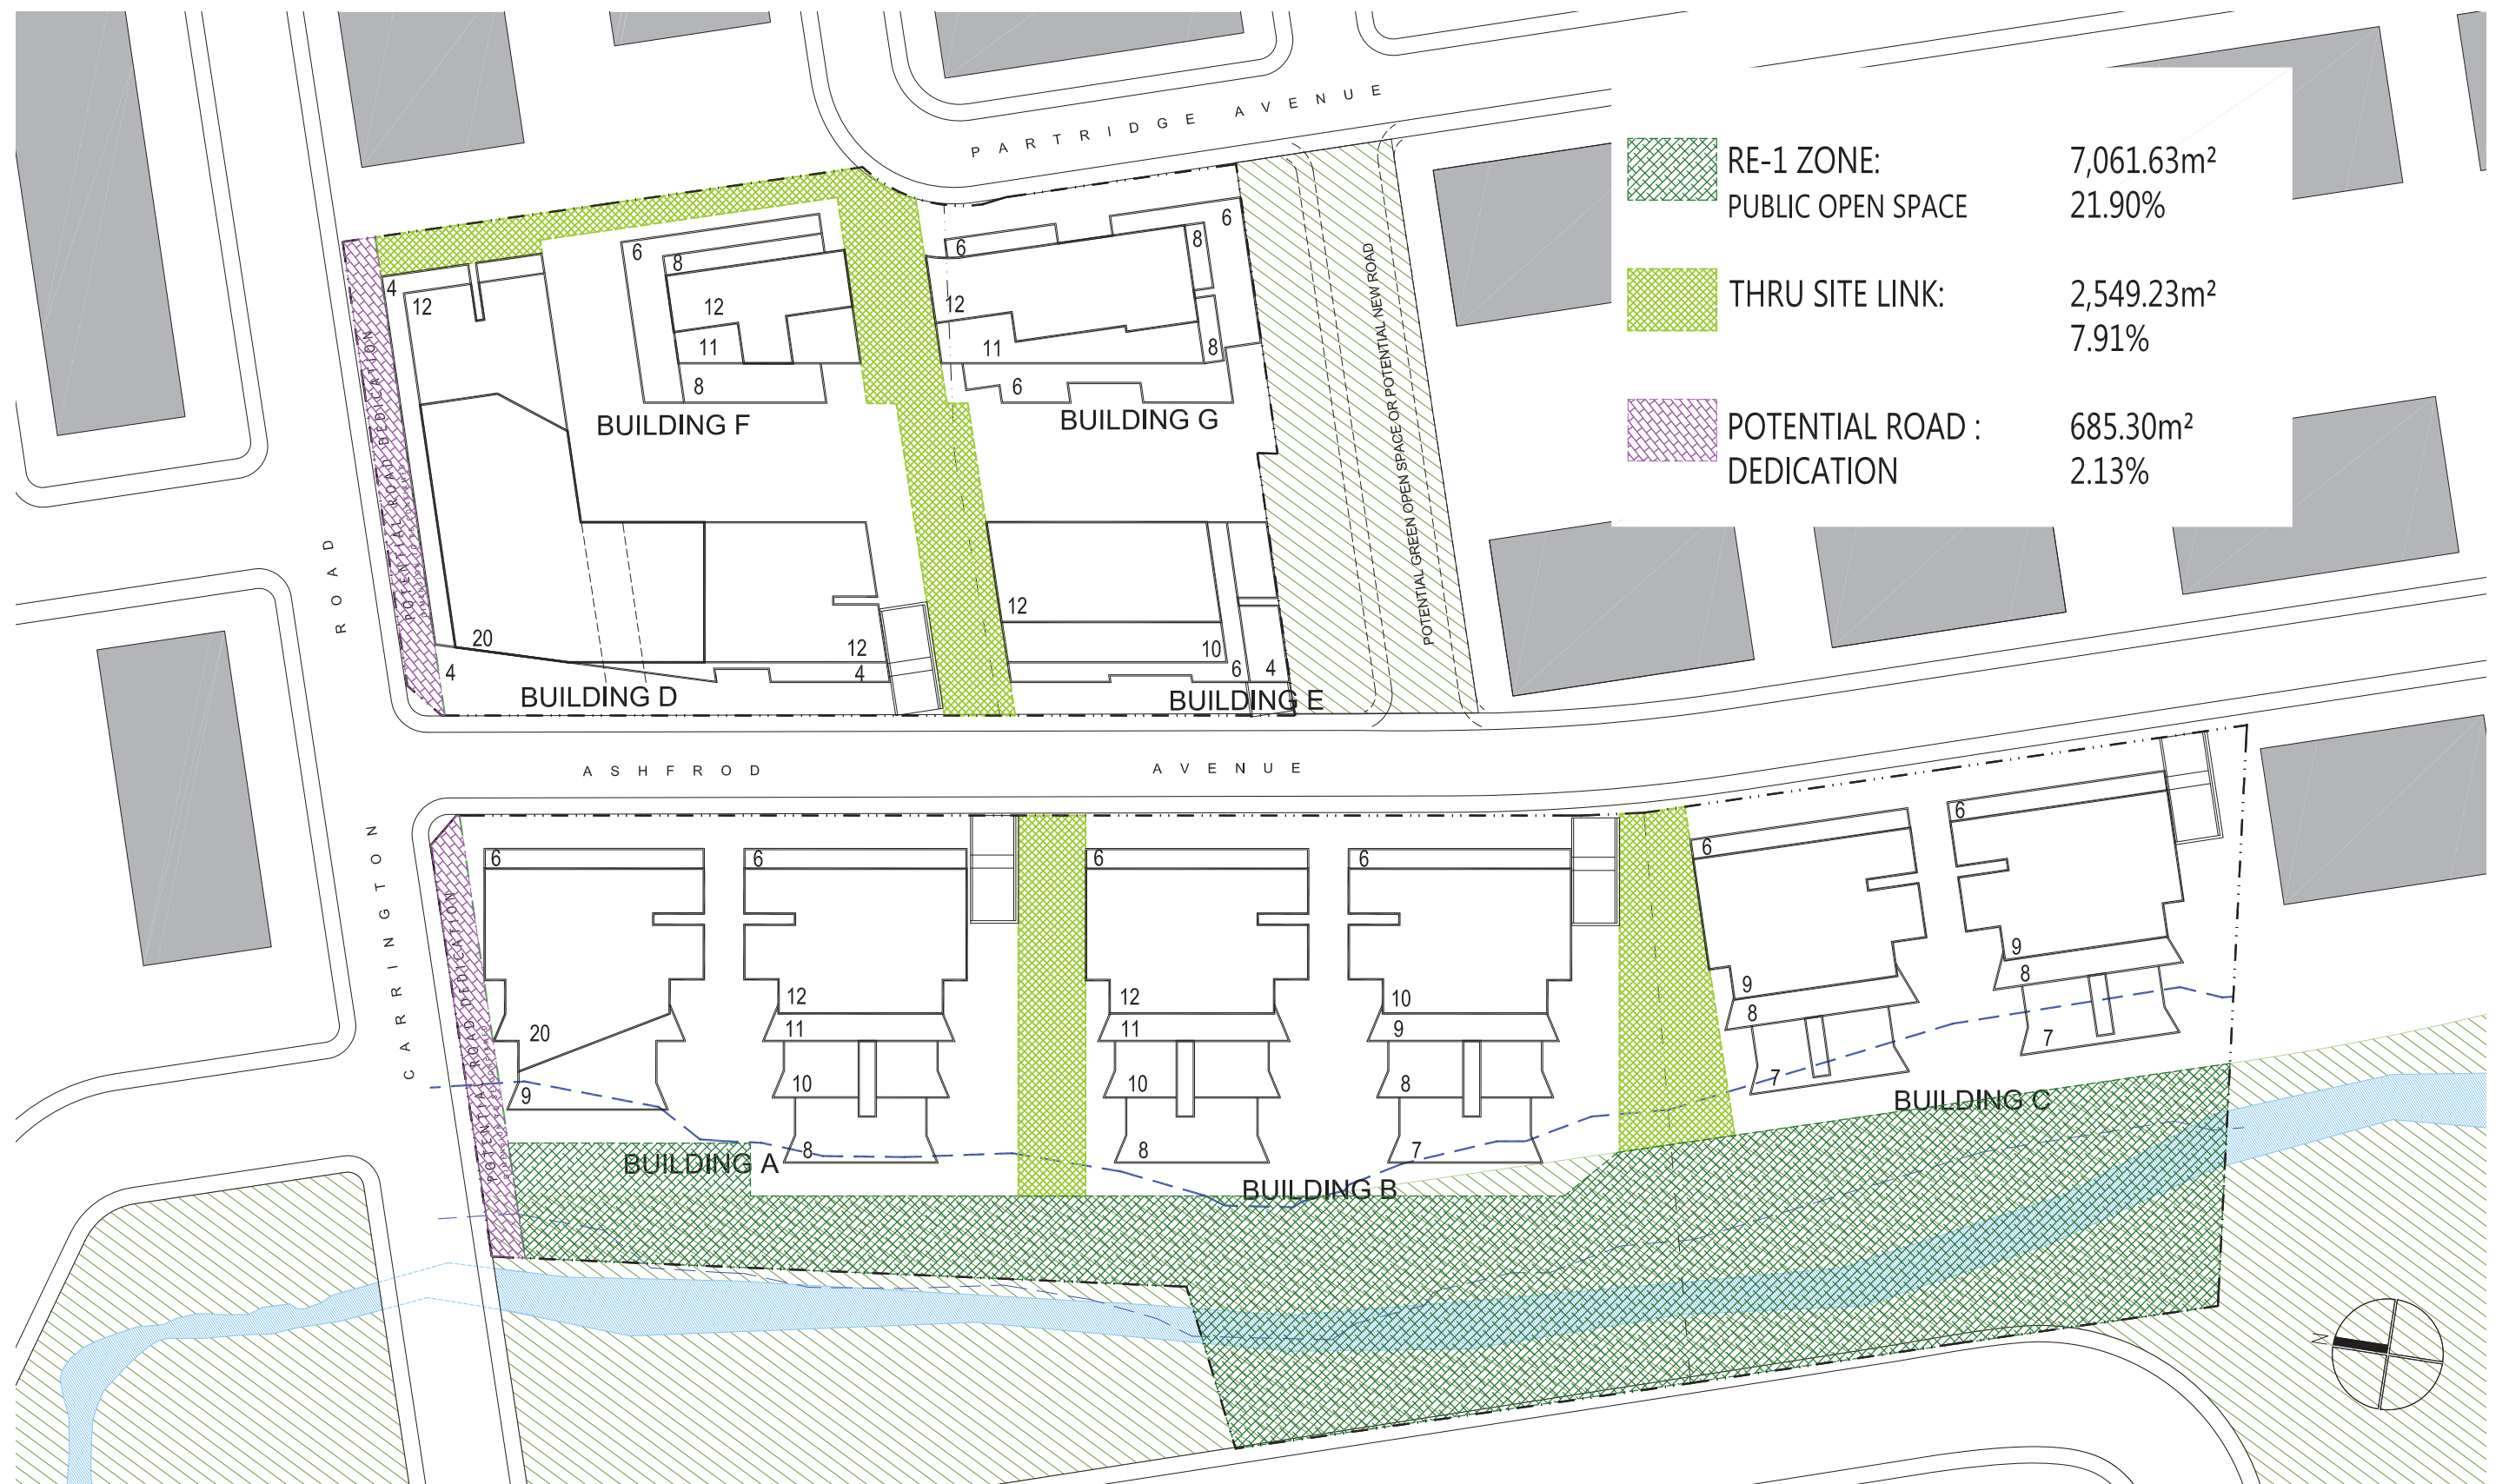 PARTRIDGE AVENUE
RE-1 ZONE: 7,061.63m²
PUBLIC OPEN SPACE 21.90%
THRU SITE LINK: 2,549.23m²
7.91%
POTENTIAL ROAD : 685.30m²
DEDICATION 2.13%
POTENTIAL GREEN OPEN SPACE OR POTENTIAL NEW ROAD
POTENTIAL ROAD DEDICATION
4
12
6
8
12
11
8
BUILDING F
6
6
8
12
11
8
6
BUILDING G
20
4
12
4
BUILDING D
12
10
6
4
BUILDING E
CARRINGTON ROAD
ASHFROD AVENUE
POTENTIAL ROAD DEDICATION
6
20
9
6
12
11
10
8
BUILDING A
6
12
11
10
8
6
10
9
8
7
BUILDING B
6
9
8
7
6
9
8
7
BUILDING C
N